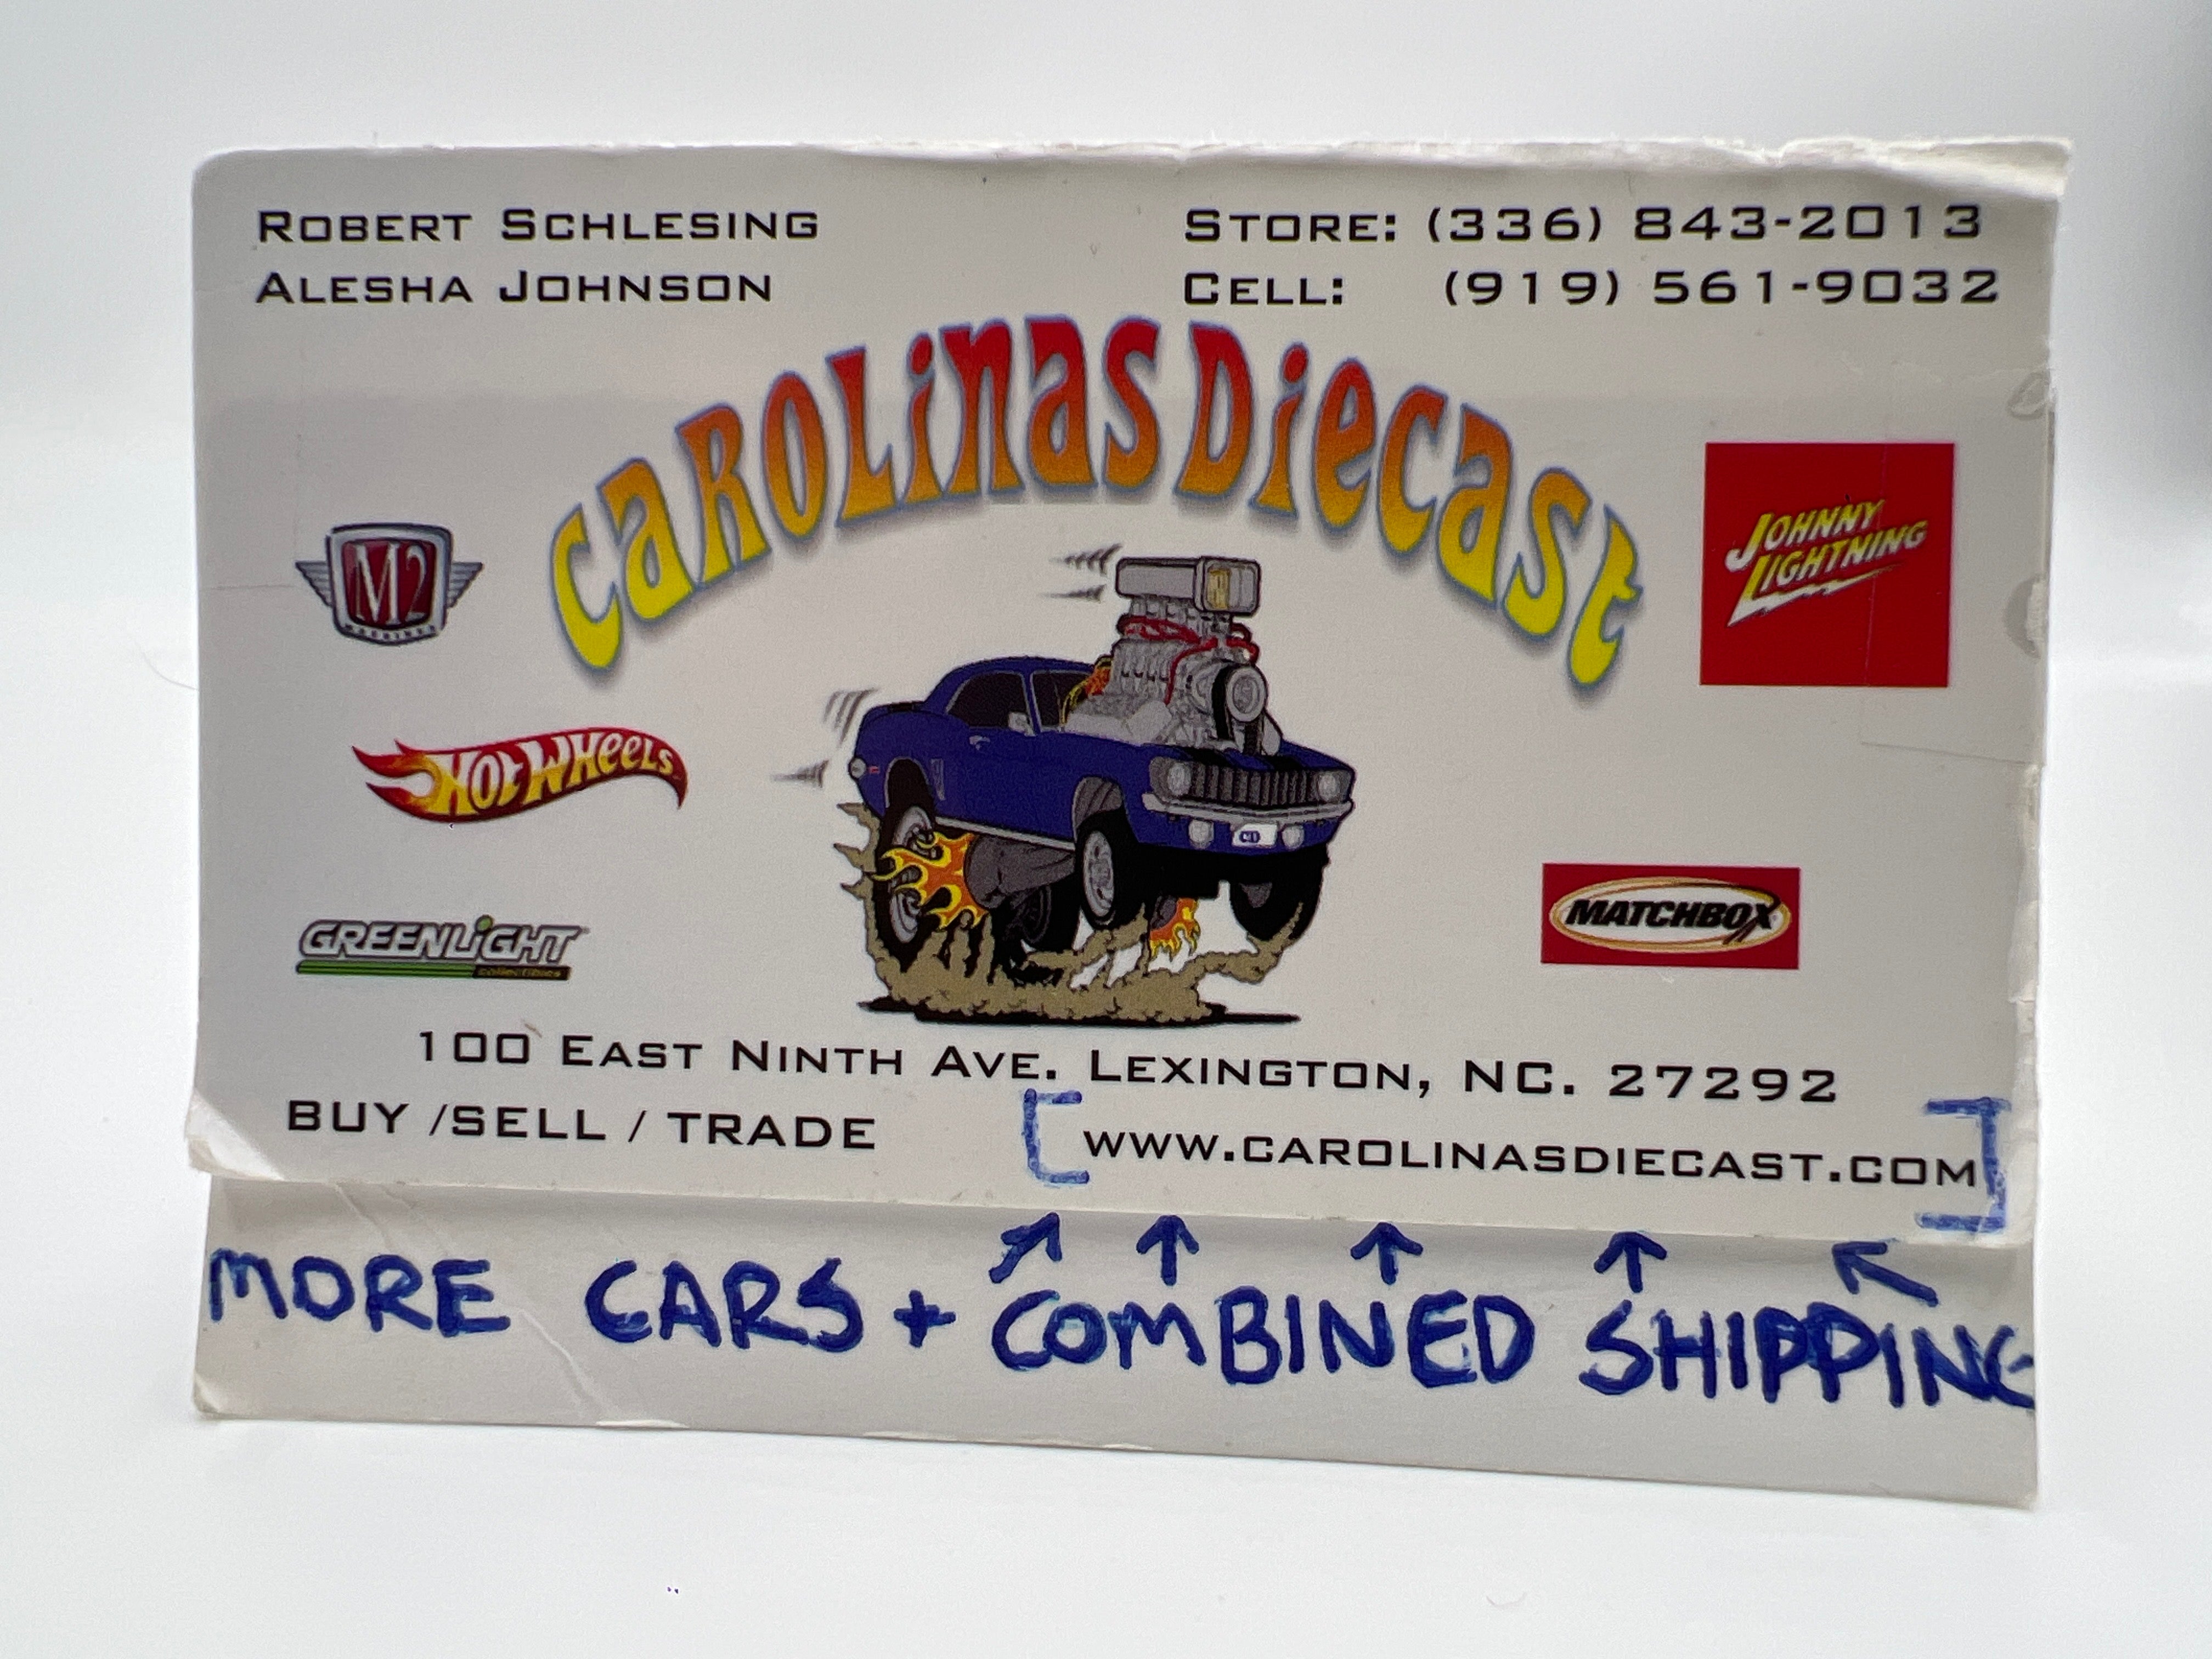 ROBERT SCHLESING
ALESHA JOHNSON
STORE: (336) 843-2013
CELL: (919) 561-9032
CAROLINAS DIECAST
M2
JOHNNY
LIGHTNING
HOT WHEELS
GREENLIGHT
collectibles
MATCHBOX
CD
100 EAST NINTH AVE. LEXINGTON, NC. 27292
BUY /SELL / TRADE
[WWW.CAROLINASDIECAST.COM]
MORE CARS + COMBINED SHIPPING